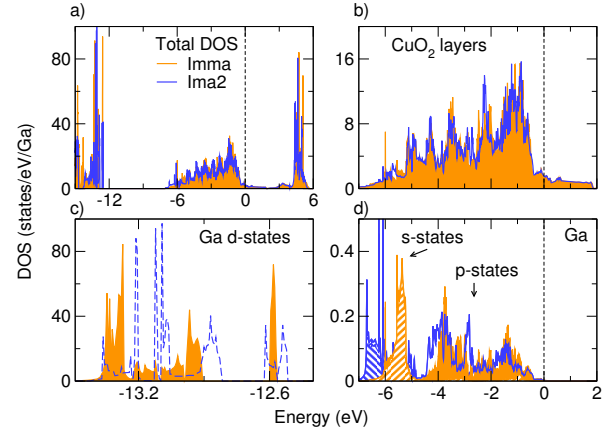 a)
Total DOS
Imma
Ima2
80
40
0
-12
-6
0
6
b)
CuO2 layers
16
12
8
4
0
c)
Ga d-states
80
40
0
-13.2
-12.6
d)
Ga
s-states
p-states
0.4
0.2
0
-6
-4
-2
0
2
DOS (states/eV/Ga)
Energy (eV)